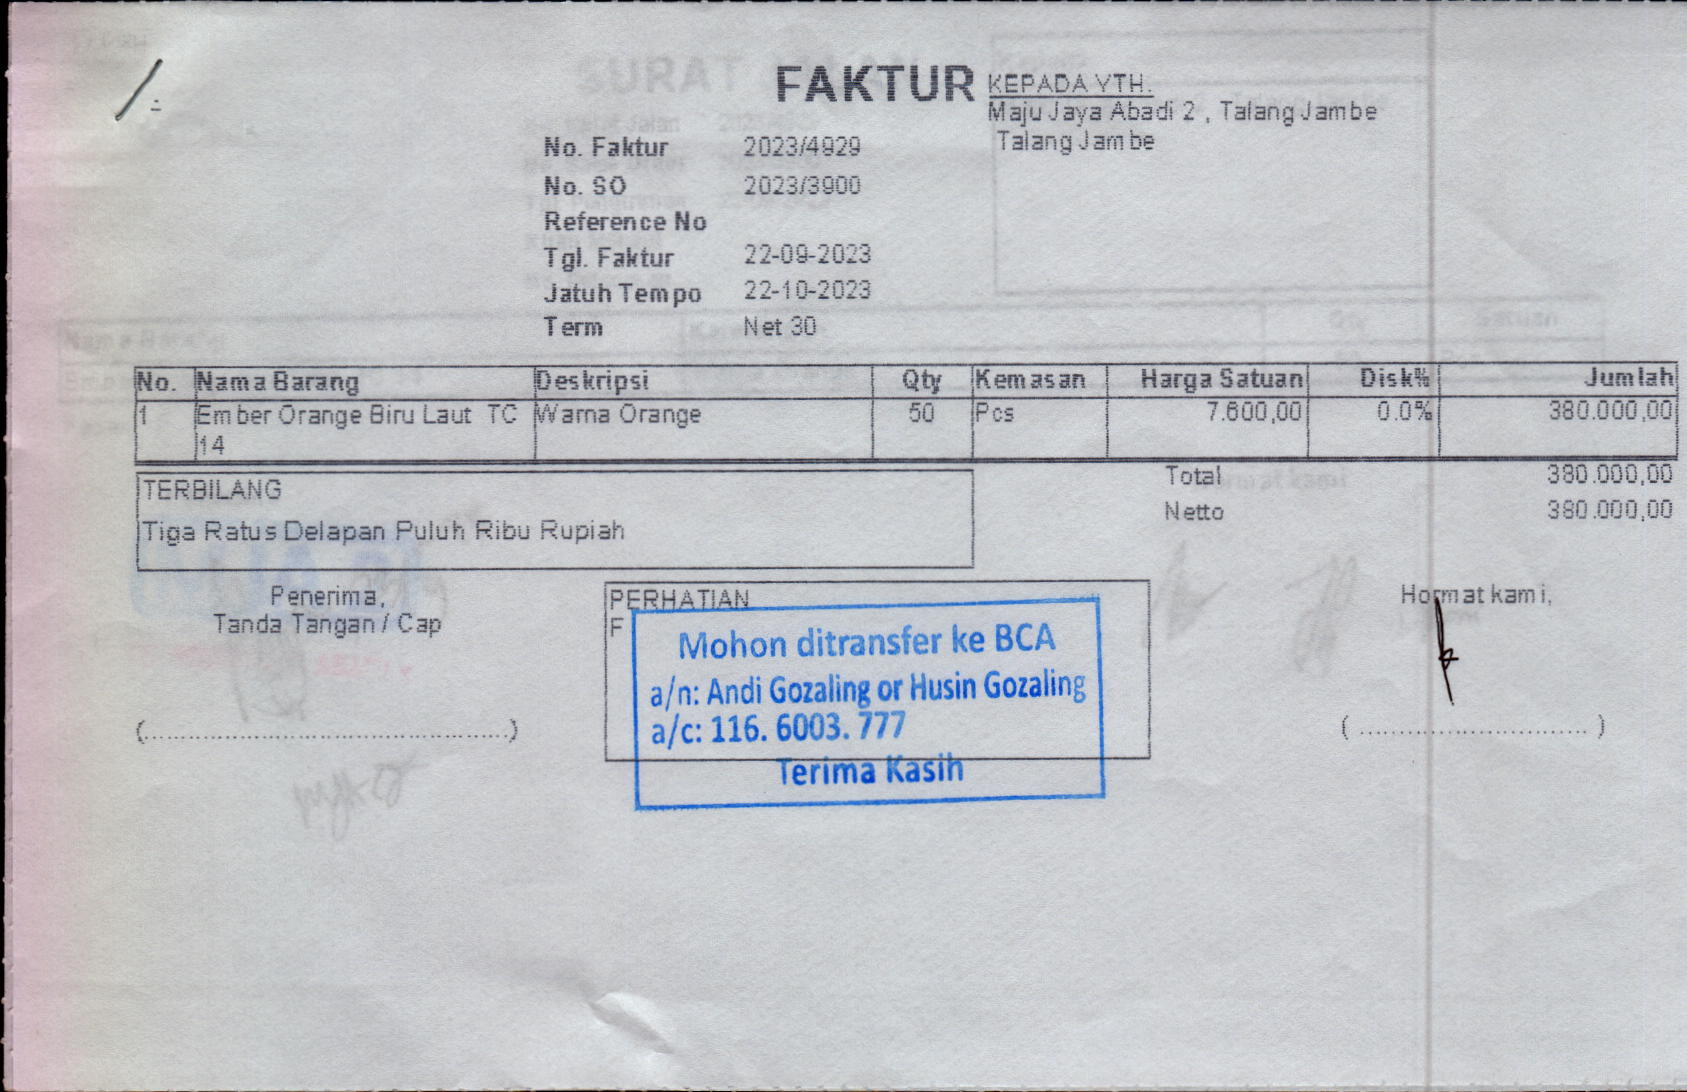 FAKTUR
KEPADA YTH.
Maju Jaya Abadi 2 , Talang Jambe
Talang Jambe
No. Faktur 2023/4929
No. SO 2023/3900
Reference No
Tgl. Faktur 22-09-2023
Jatuh Tempo 22-10-2023
Term Net 30
No. Nama Barang Deskripsi Qty Kemasan Harga Satuan Disk% Jumlah
1 Ember Orange Biru Laut TC Warna Orange 50 Pcs 7.600,00 0.0% 380.000,00
14
Total 380.000,00
Netto 380.000,00
TERBILANG
Tiga Ratus Delapan Puluh Ribu Rupiah
Penerima,
Tanda Tangan / Cap
(............................................)
PERHATIAN
F
Mohon ditransfer ke BCA
a/n: Andi Gozaling or Husin Gozaling
a/c: 116. 6003. 777
Terima Kasih
Hormat kami,
( ............................ )